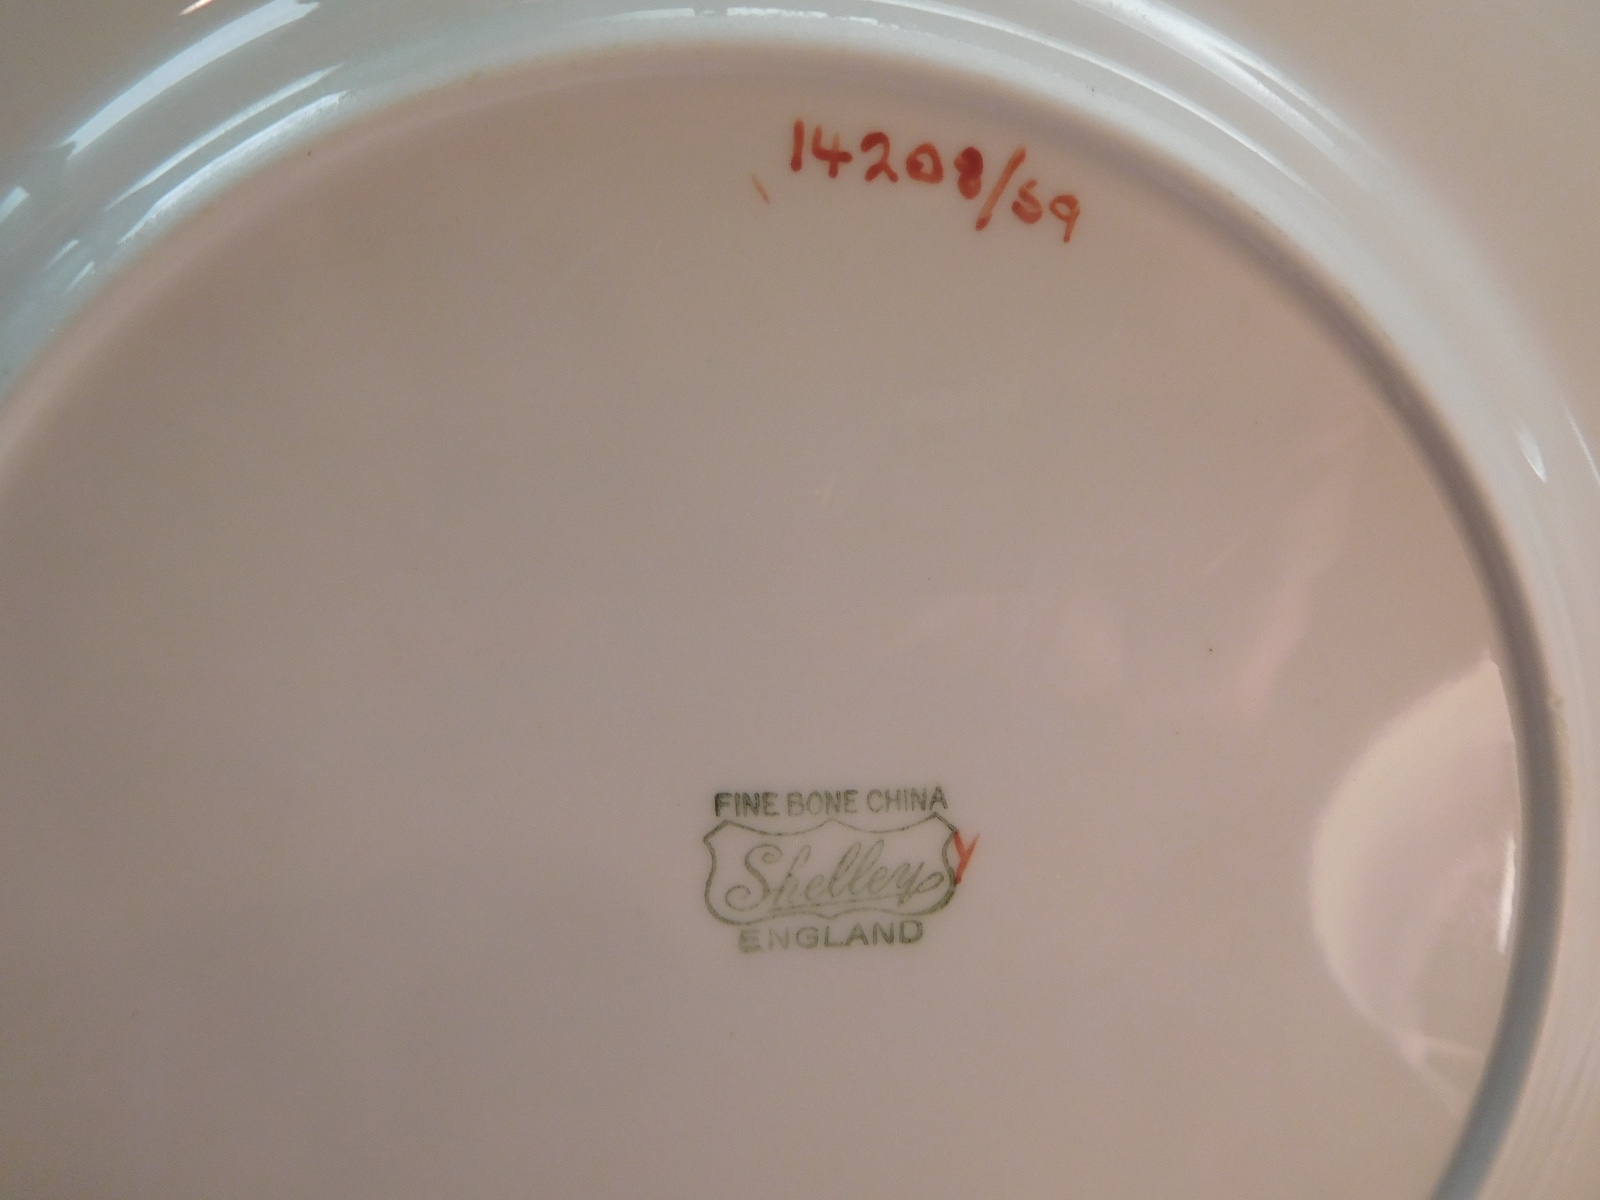 14208/59
FINE BONE CHINA
Shelley
Y
ENGLAND